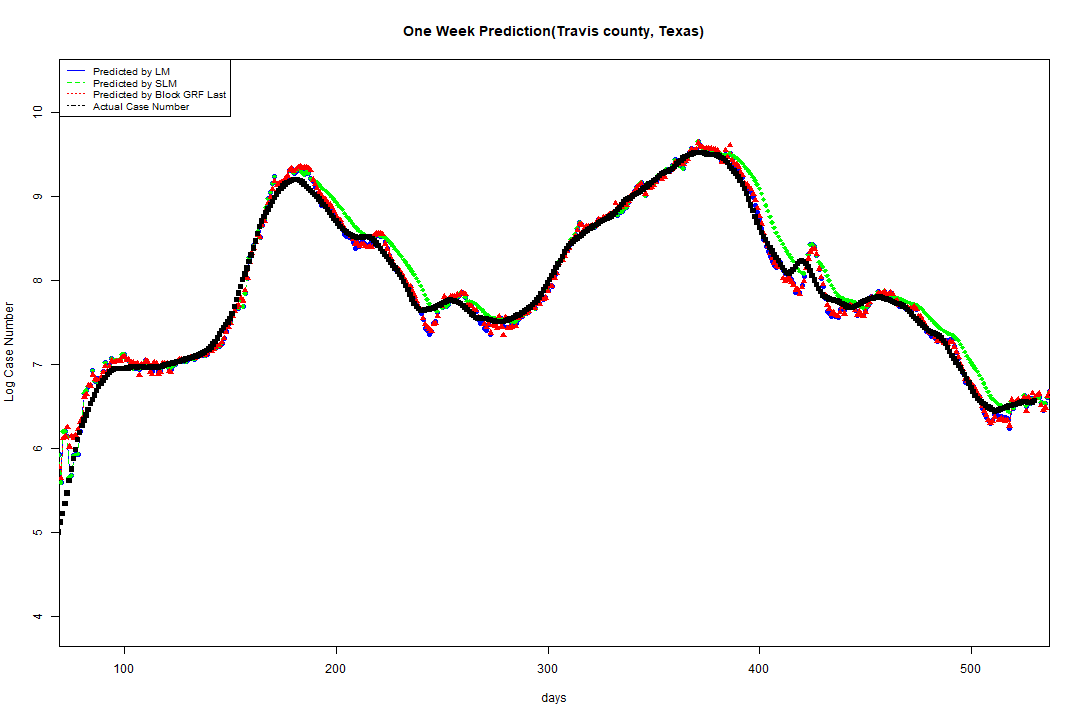 One Week Prediction(Travis county, Texas)
Predicted by LM
Predicted by SLM
Predicted by Block GRF Last
Actual Case Number
10
9
8
7
6
5
4
Log Case Number
100 200 300 400 500
days